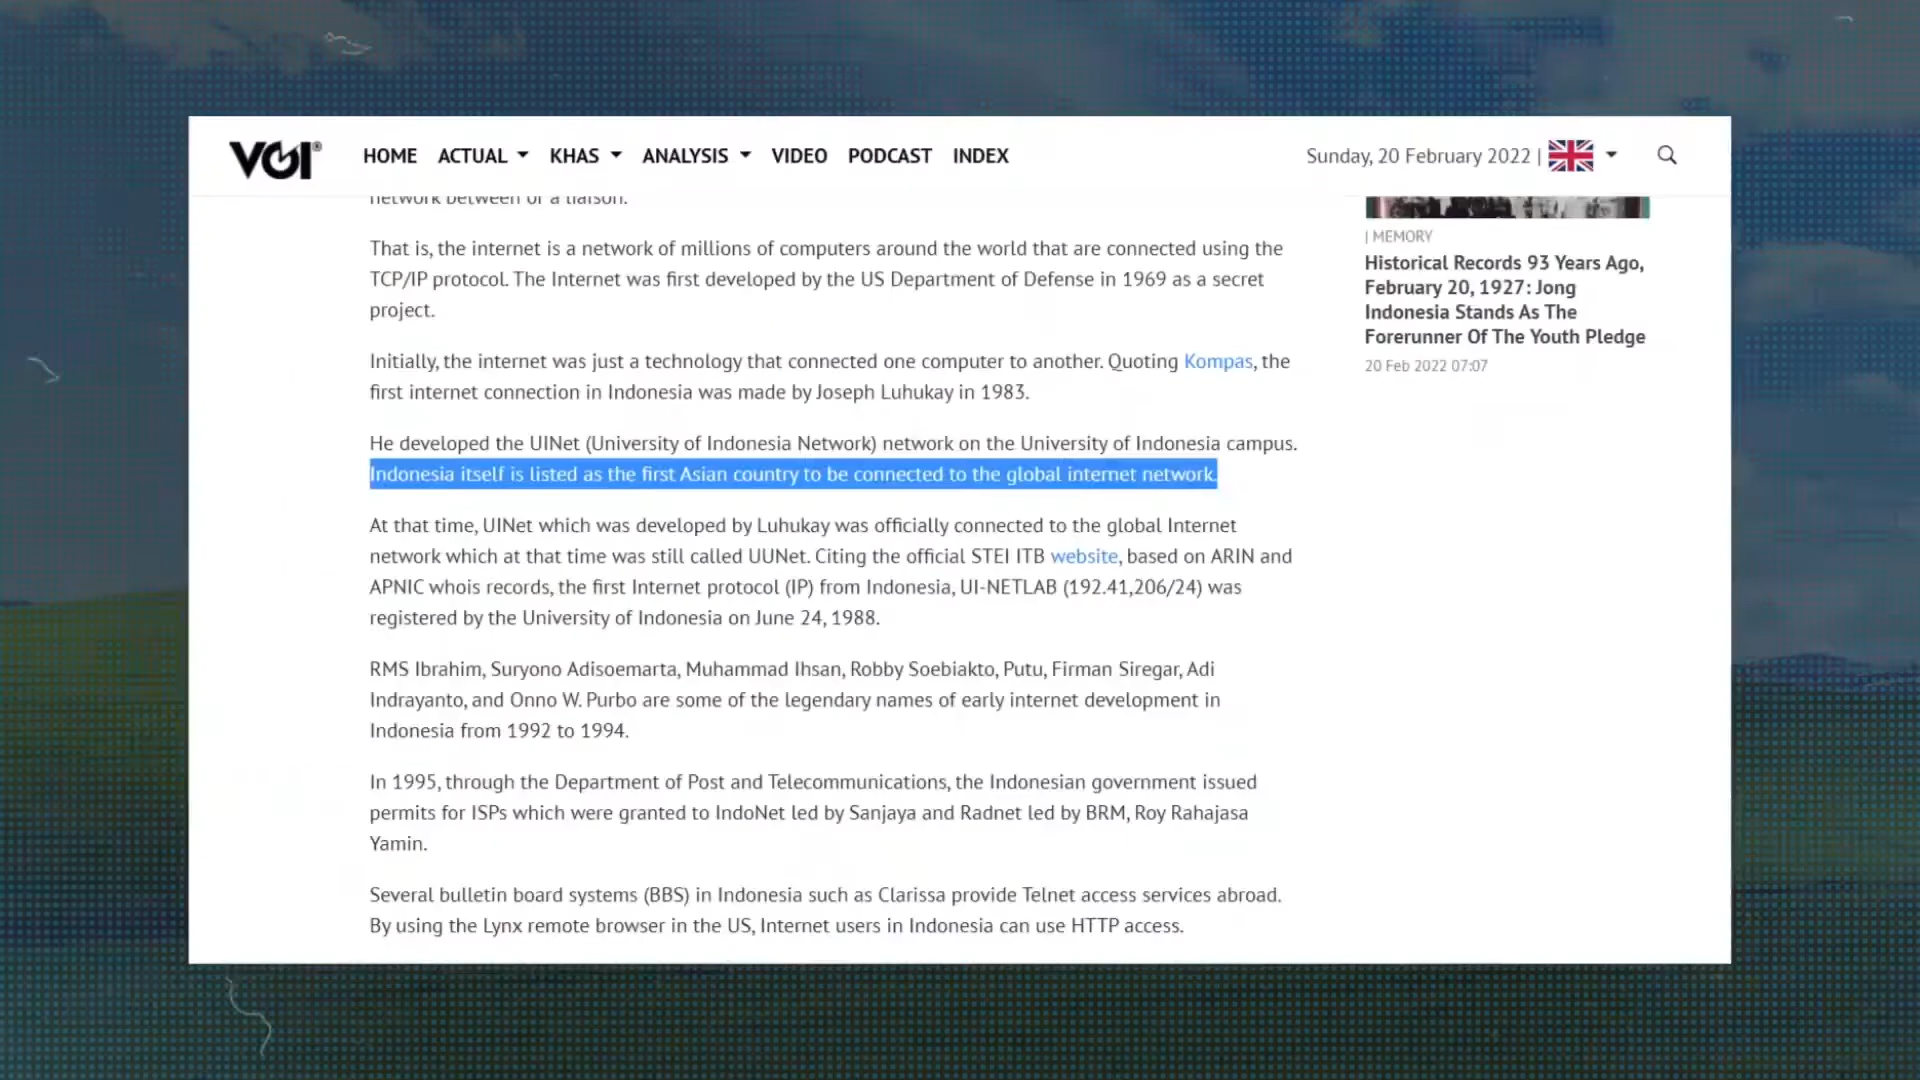 VOI®
HOME ACTUAL KHAS ANALYSIS VIDEO PODCAST INDEX
Sunday, 20 February 2022 |
network between or a liaison.
That is, the internet is a network of millions of computers around the world that are connected using the
TCP/IP protocol. The Internet was first developed by the US Department of Defense in 1969 as a secret
project.
Initially, the internet was just a technology that connected one computer to another. Quoting Kompas, the
first internet connection in Indonesia was made by Joseph Luhukay in 1983.
He developed the UINet (University of Indonesia Network) network on the University of Indonesia campus.
Indonesia itself is listed as the first Asian country to be connected to the global internet network.
At that time, UINet which was developed by Luhukay was officially connected to the global Internet
network which at that time was still called UUNet. Citing the official STEI ITB website, based on ARIN and
APNIC whois records, the first Internet protocol (IP) from Indonesia, UI-NETLAB (192.41,206/24) was
registered by the University of Indonesia on June 24, 1988.
RMS Ibrahim, Suryono Adisoemarta, Muhammad Ihsan, Robby Soebiakto, Putu, Firman Siregar, Adi
Indrayanto, and Onno W. Purbo are some of the legendary names of early internet development in
Indonesia from 1992 to 1994.
In 1995, through the Department of Post and Telecommunications, the Indonesian government issued
permits for ISPs which were granted to IndoNet led by Sanjaya and Radnet led by BRM, Roy Rahajasa
Yamin.
Several bulletin board systems (BBS) in Indonesia such as Clarissa provide Telnet access services abroad.
By using the Lynx remote browser in the US, Internet users in Indonesia can use HTTP access.
| MEMORY
Historical Records 93 Years Ago,
February 20, 1927: Jong
Indonesia Stands As The
Forerunner Of The Youth Pledge
20 Feb 2022 07:07